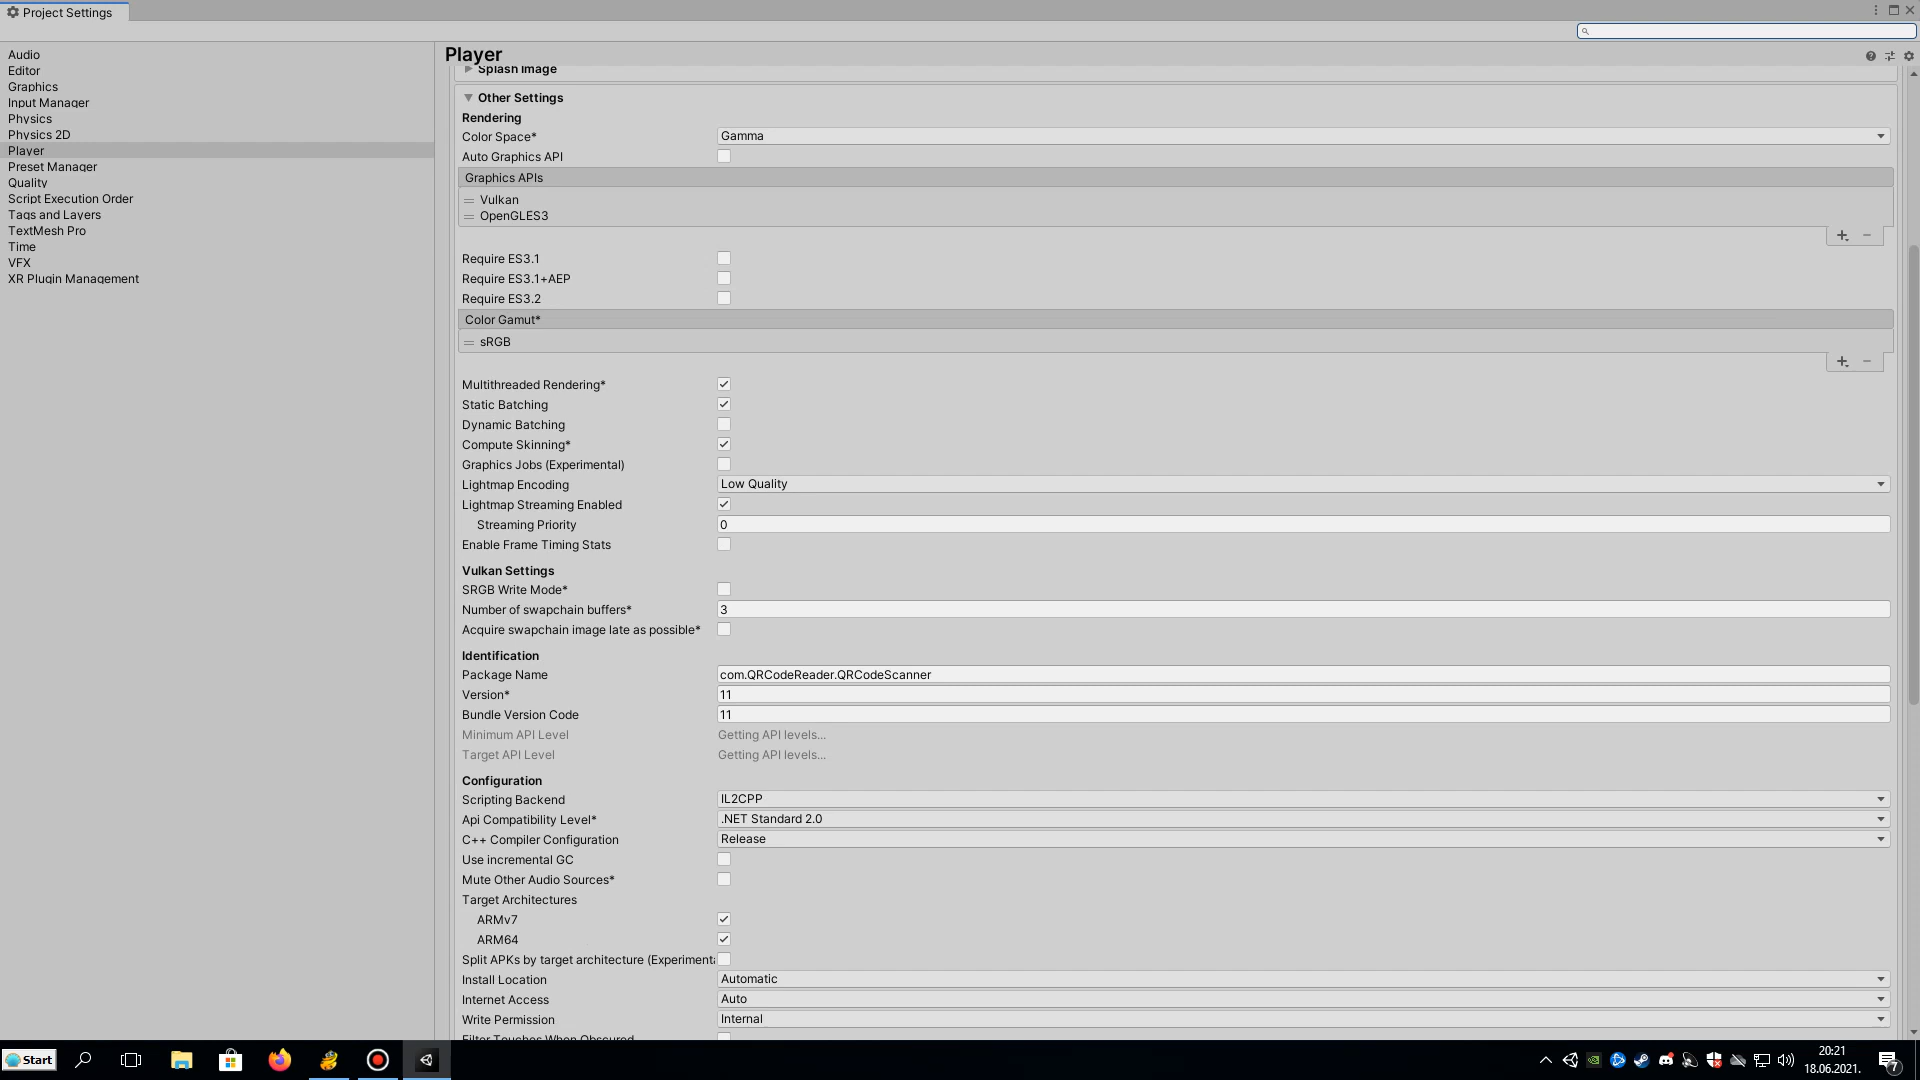 Project Settings
Player
Audio
Editor
Graphics
Input Manager
Physics
Physics 2D
Player
Preset Manager
Quality
Script Execution Order
Tags and Layers
TextMesh Pro
Time
VFX
XR Plugin Management
Splash Image
Other Settings
Rendering
Color Space* Gamma
Auto Graphics API
Graphics APIs
Vulkan
OpenGLES3
Require ES3.1
Require ES3.1+AEP
Require ES3.2
Color Gamut*
sRGB
Multithreaded Rendering*
Static Batching
Dynamic Batching
Compute Skinning*
Graphics Jobs (Experimental)
Lightmap Encoding Low Quality
Lightmap Streaming Enabled
Streaming Priority 0
Enable Frame Timing Stats
Vulkan Settings
SRGB Write Mode*
Number of swapchain buffers* 3
Acquire swapchain image late as possible*
Identification
Package Name com.QRCodeReader.QRCodeScanner
Version* 11
Bundle Version Code 11
Minimum API Level Getting API levels...
Target API Level Getting API levels...
Configuration
Scripting Backend IL2CPP
Api Compatibility Level* .NET Standard 2.0
C++ Compiler Configuration Release
Use incremental GC
Mute Other Audio Sources*
Target Architectures
ARMv7
ARM64
Split APKs by target architecture (Experimenta
Install Location Automatic
Internet Access Auto
Write Permission Internal
Filter Touches When Obscured
Start
20:21
18.06.2021.
7